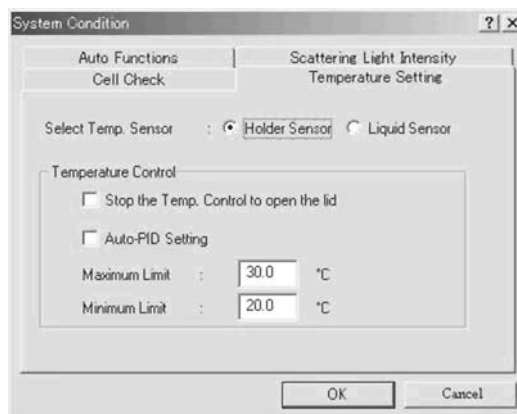 System Condition
Auto Functions Scattering Light Intensity
Cell Check Temperature Setting
Select Temp. Sensor : Holder Sensor Liquid Sensor
Temperature Control
Stop the Temp. Control to open the lid
Auto-PID Setting
Maximum Limit : 30.0 °C
Minimum Limit : 20.0 °C
OK Cancel